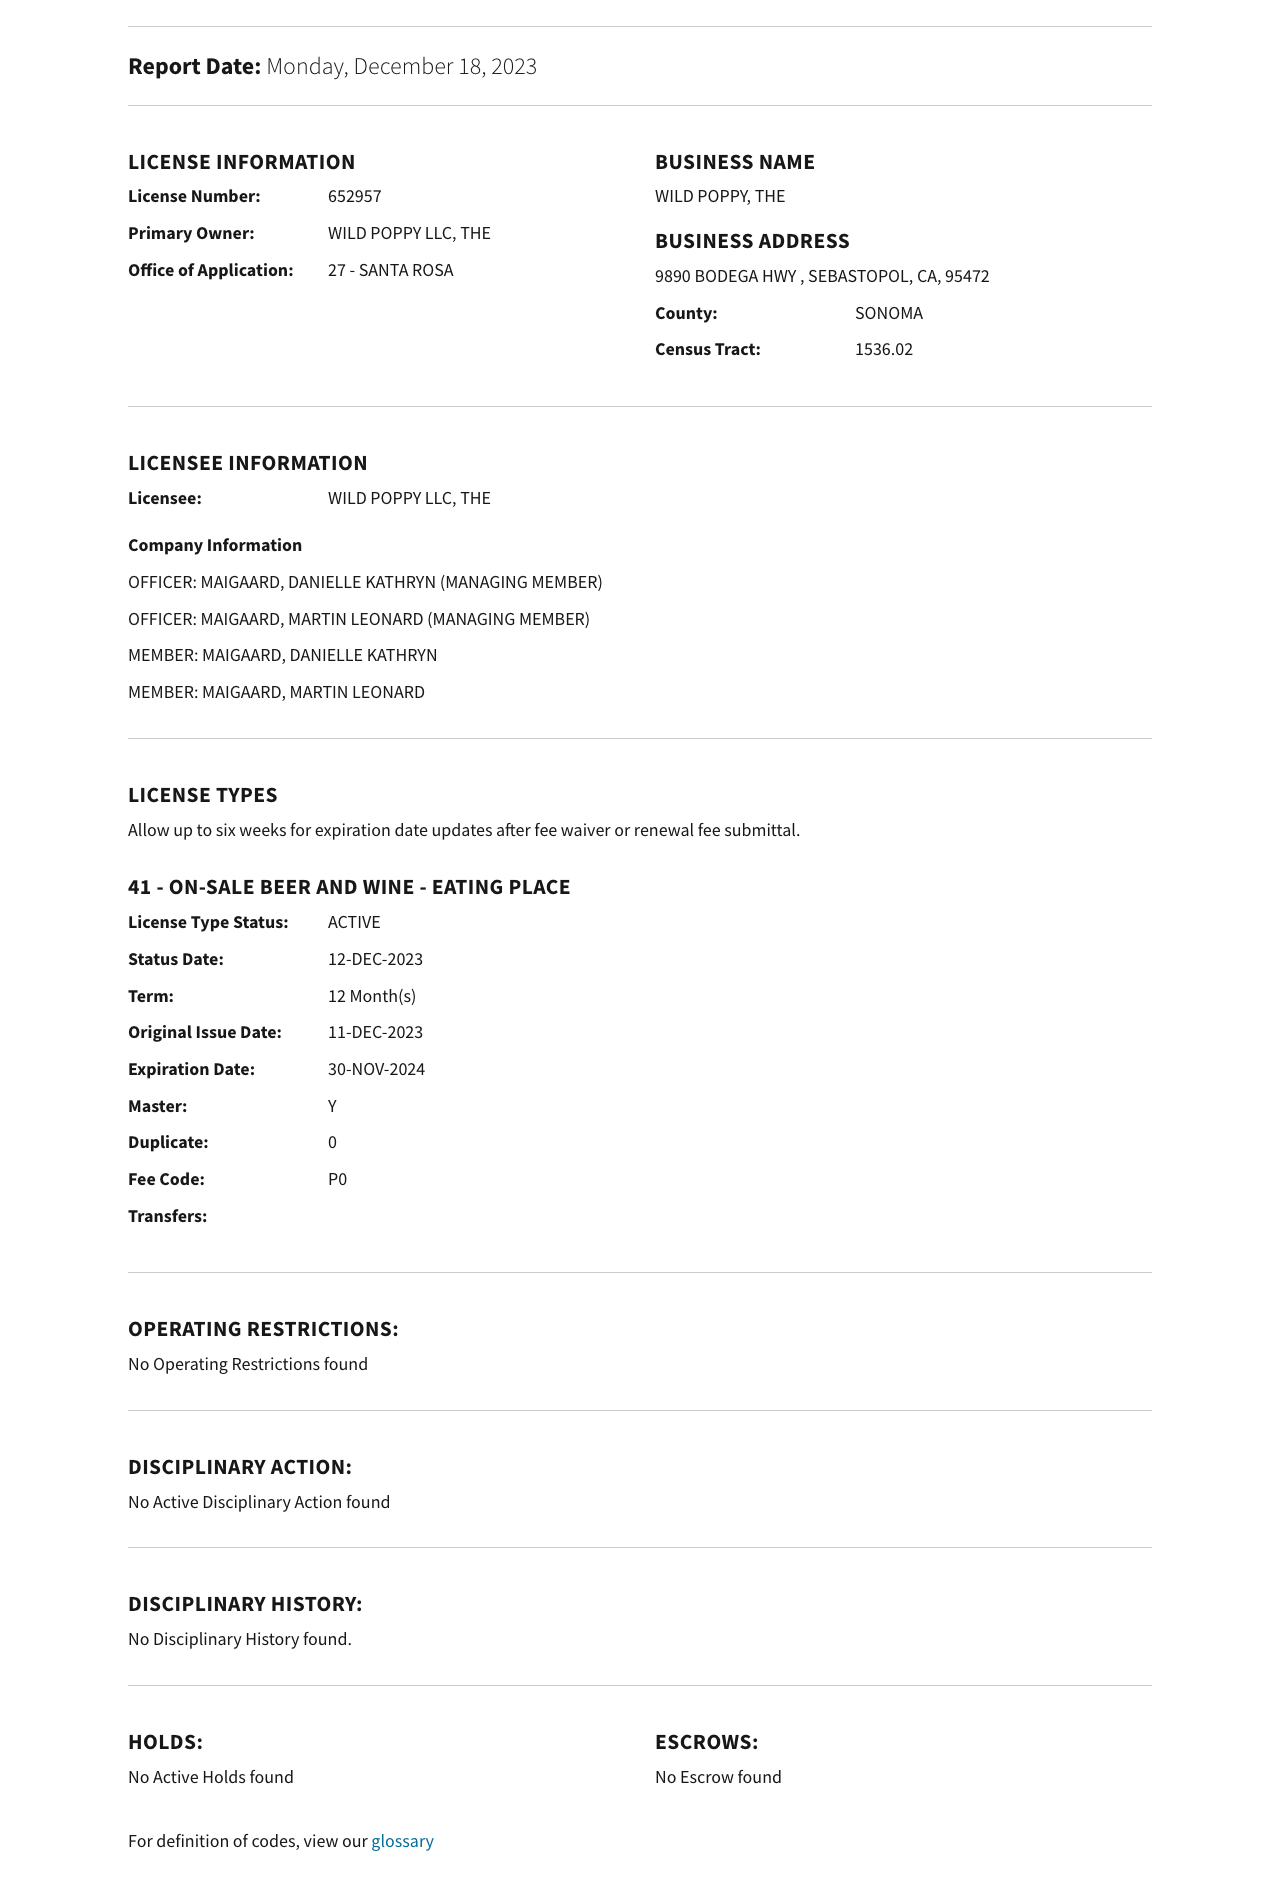 Report Date: Monday, December 18, 2023
LICENSE INFORMATION
License Number: 652957
Primary Owner: WILD POPPY LLC, THE
Office of Application: 27 - SANTA ROSA
BUSINESS NAME
WILD POPPY, THE
BUSINESS ADDRESS
9890 BODEGA HWY , SEBASTOPOL, CA, 95472
County: SONOMA
Census Tract: 1536.02
LICENSEE INFORMATION
Licensee: WILD POPPY LLC, THE
Company Information
OFFICER: MAIGAARD, DANIELLE KATHRYN (MANAGING MEMBER)
OFFICER: MAIGAARD, MARTIN LEONARD (MANAGING MEMBER)
MEMBER: MAIGAARD, DANIELLE KATHRYN
MEMBER: MAIGAARD, MARTIN LEONARD
LICENSE TYPES
Allow up to six weeks for expiration date updates after fee waiver or renewal fee submittal.
41 - ON-SALE BEER AND WINE - EATING PLACE
License Type Status: ACTIVE
Status Date: 12-DEC-2023
Term: 12 Month(s)
Original Issue Date: 11-DEC-2023
Expiration Date: 30-NOV-2024
Master: Y
Duplicate: 0
Fee Code: P0
Transfers:
OPERATING RESTRICTIONS:
No Operating Restrictions found
DISCIPLINARY ACTION:
No Active Disciplinary Action found
DISCIPLINARY HISTORY:
No Disciplinary History found.
HOLDS:
No Active Holds found
ESCROWS:
No Escrow found
For definition of codes, view our glossary